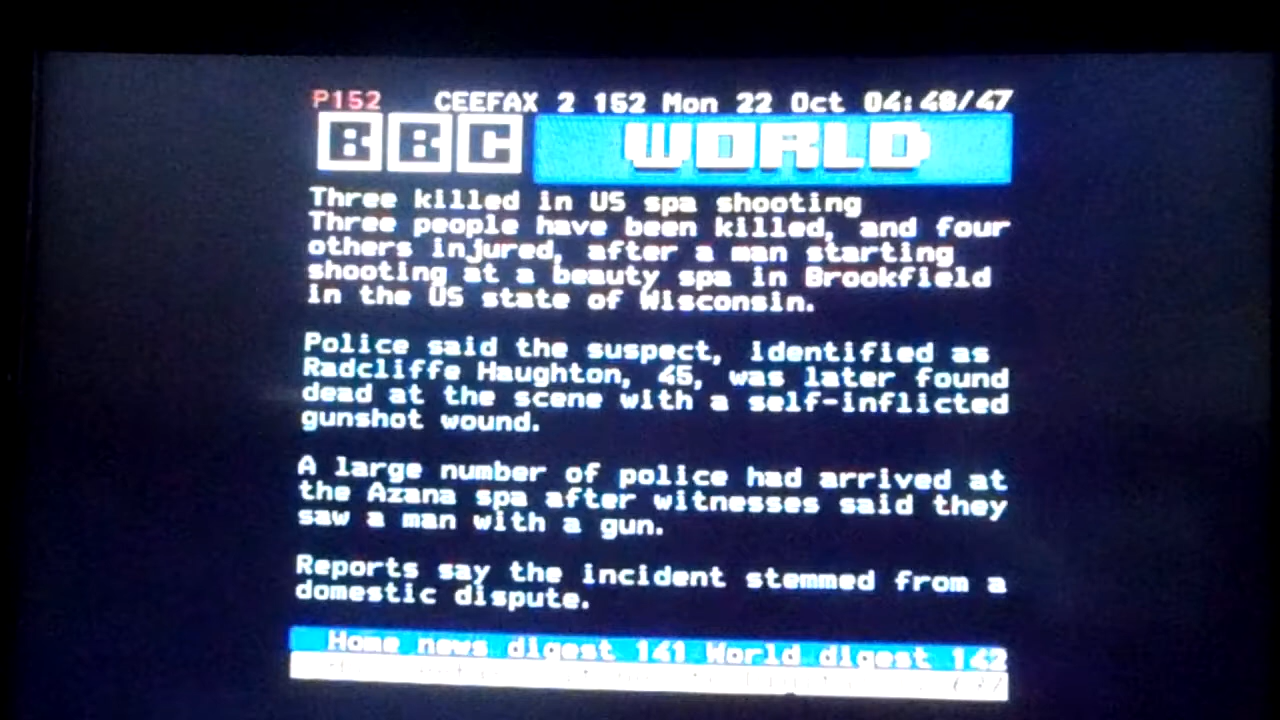 P152 CEEFAX 2 152 Mon 22 Oct 04:48/47
BBC WORLD
Three killed in US spa shooting
Three people have been killed, and four
others injured, after a man starting
shooting at a beauty spa in Brookfield
in the US state of Wisconsin.
Police said the suspect, identified as
Radcliffe Haughton, 45, was later found
dead at the scene with a self-inflicted
gunshot wound.
A large number of police had arrived at
the Azana spa after witnesses said they
saw a man with a gun.
Reports say the incident stemmed from a
domestic dispute.
Home news digest 141 World digest 142